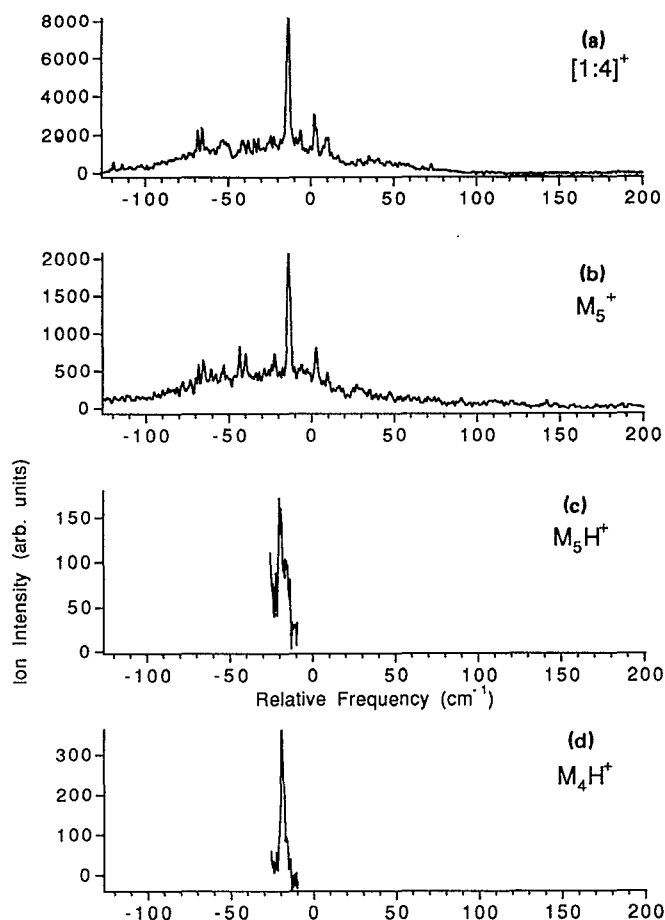 8000
6000
4000
2000
0
(a)
[1:4]+
-100 -50 0 50 100 150 200
2000
1500
1000
500
0
(b)
M5+
-100 -50 0 50 100 150 200
Ion Intensity (arb. units)
150
100
50
0
(c)
M5H+
-100 -50 0 50 100 150 200
Relative Frequency (cm-1)
300
200
100
0
(d)
M4H+
-100 -50 0 50 100 150 200